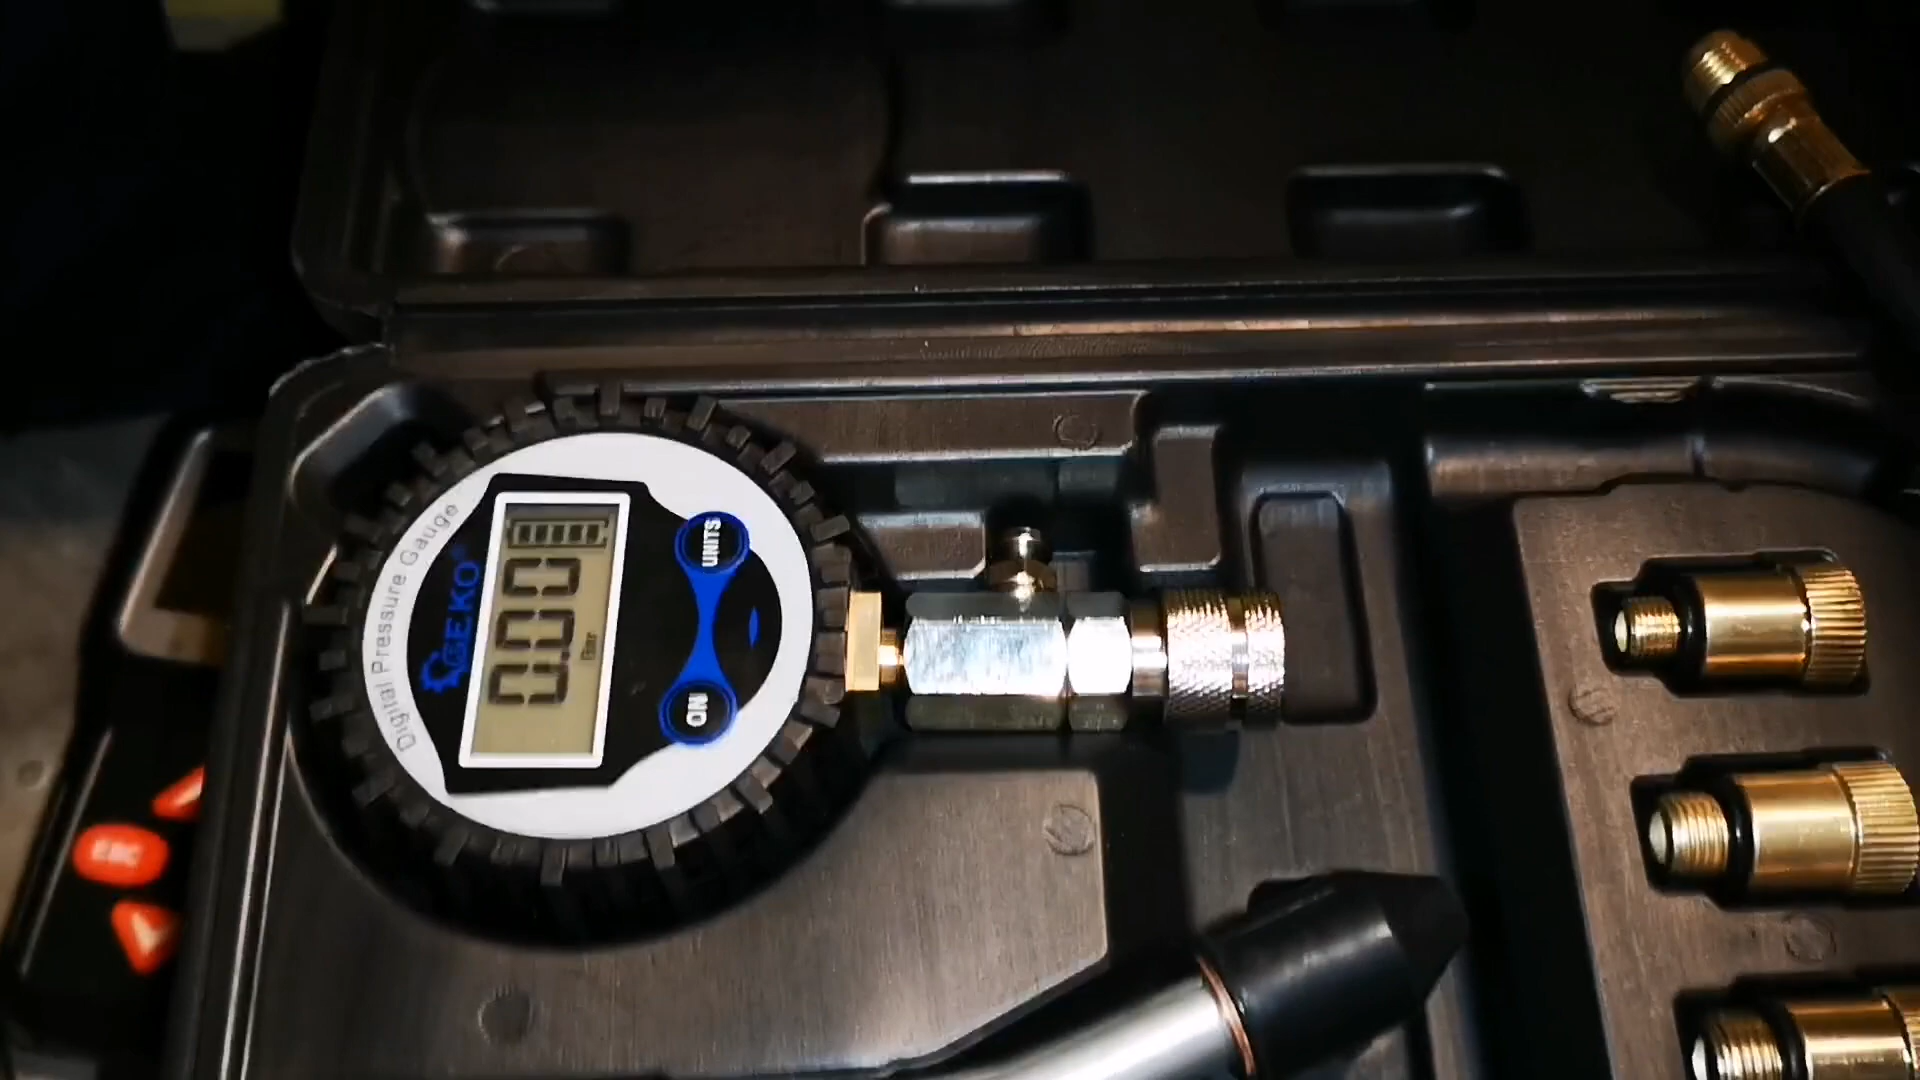 Digital Pressure Gauge
GEKO
0.00
Bar
UNITS
ON
ESC